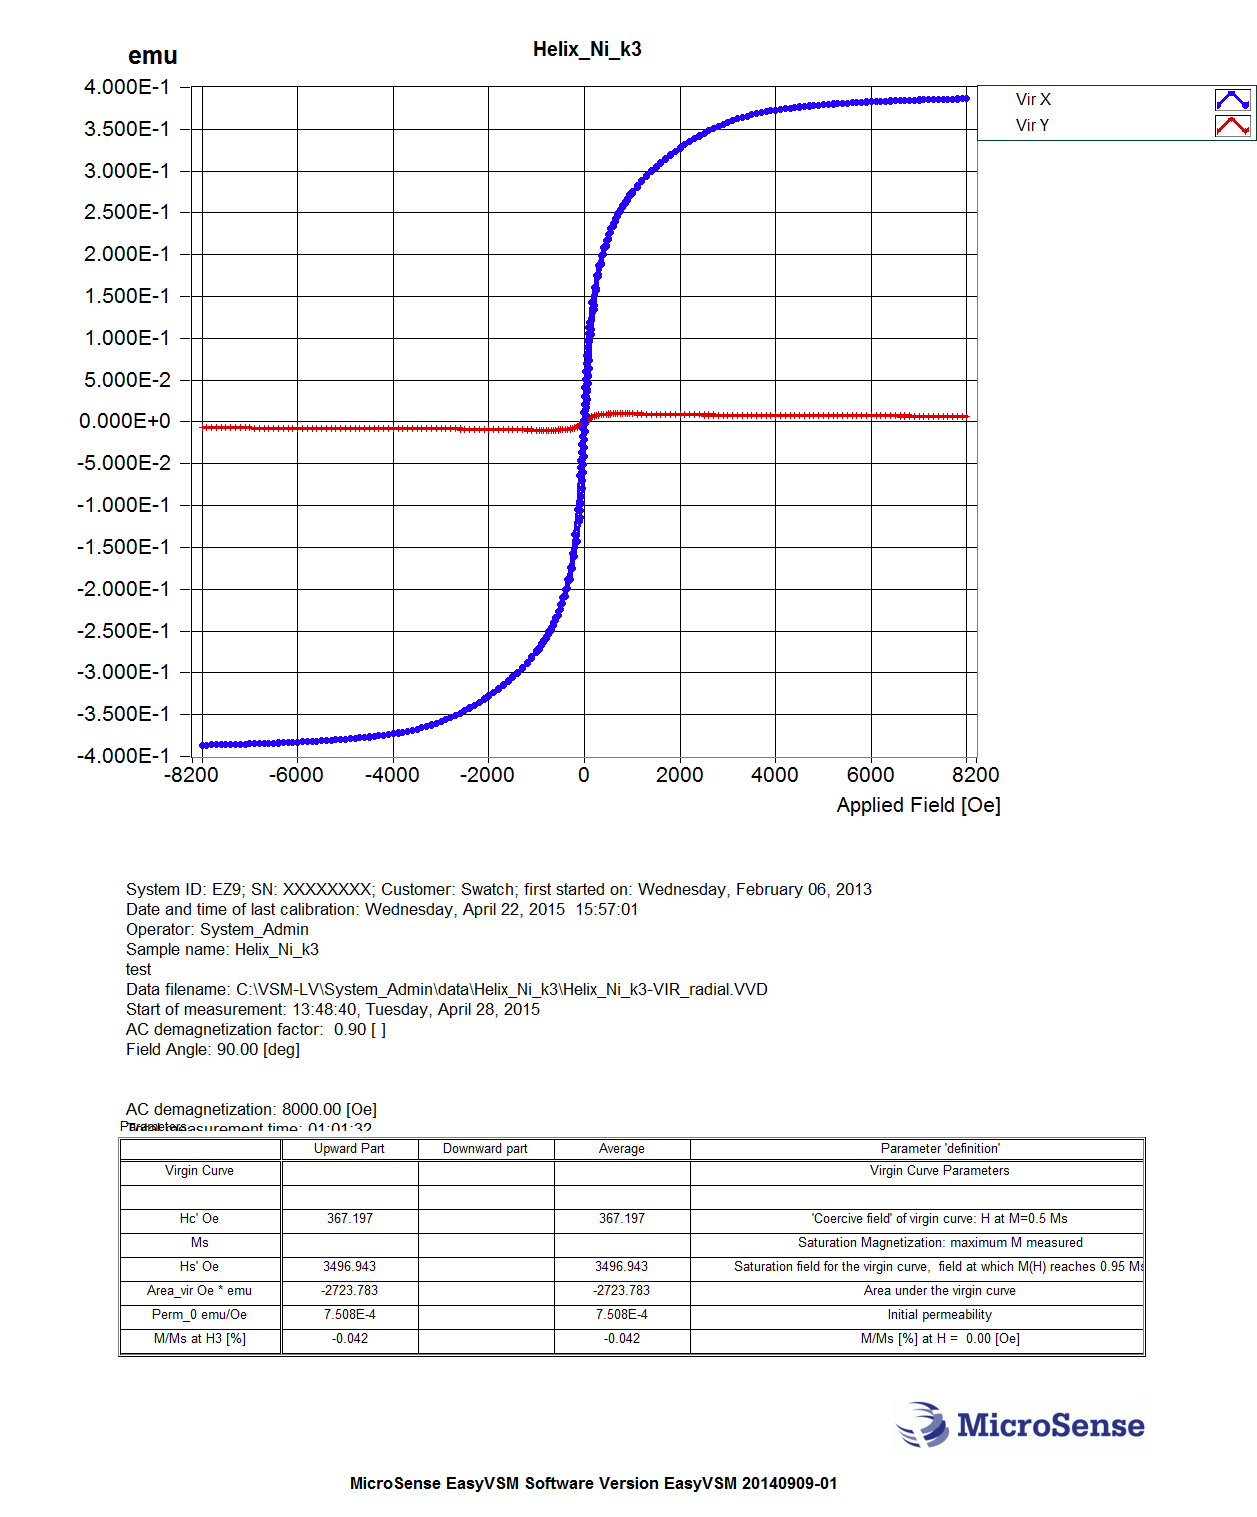 Helix_Ni_k3
emu
4.000E-1
3.500E-1
3.000E-1
2.500E-1
2.000E-1
1.500E-1
1.000E-1
5.000E-2
0.000E+0
-5.000E-2
-1.000E-1
-1.500E-1
-2.000E-1
-2.500E-1
-3.000E-1
-3.500E-1
-4.000E-1
-8200 -6000 -4000 -2000 0 2000 4000 6000 8200
Applied Field [Oe]
Vir X
Vir Y
System ID: EZ9; SN: XXXXXXXX; Customer: Swatch; first started on: Wednesday, February 06, 2013
Date and time of last calibration: Wednesday, April 22, 2015 15:57:01
Operator: System_Admin
Sample name: Helix_Ni_k3
test
Data filename: C:\VSM-LV\System_Admin\data\Helix_Ni_k3\Helix_Ni_k3-VIR_radial.VVD
Start of measurement: 13:48:40, Tuesday, April 28, 2015
AC demagnetization factor: 0.90 [ ]
Field Angle: 90.00 [deg]
AC demagnetization: 8000.00 [Oe]
Total measurement time: 01:01:32
Parameters
Upward Part Downward part Average Parameter 'definition'
Virgin Curve Virgin Curve Parameters
Hc' Oe 367.197 367.197 'Coercive field' of virgin curve: H at M=0.5 Ms
Ms Saturation Magnetization: maximum M measured
Hs' Oe 3496.943 3496.943 Saturation field for the virgin curve, field at which M(H) reaches 0.95 Ms
Area_vir Oe * emu -2723.783 -2723.783 Area under the virgin curve
Perm_0 emu/Oe 7.508E-4 7.508E-4 Initial permeability
M/Ms at H3 [%] -0.042 -0.042 M/Ms [%] at H = 0.00 [Oe]
MicroSense
MicroSense EasyVSM Software Version EasyVSM 20140909-01